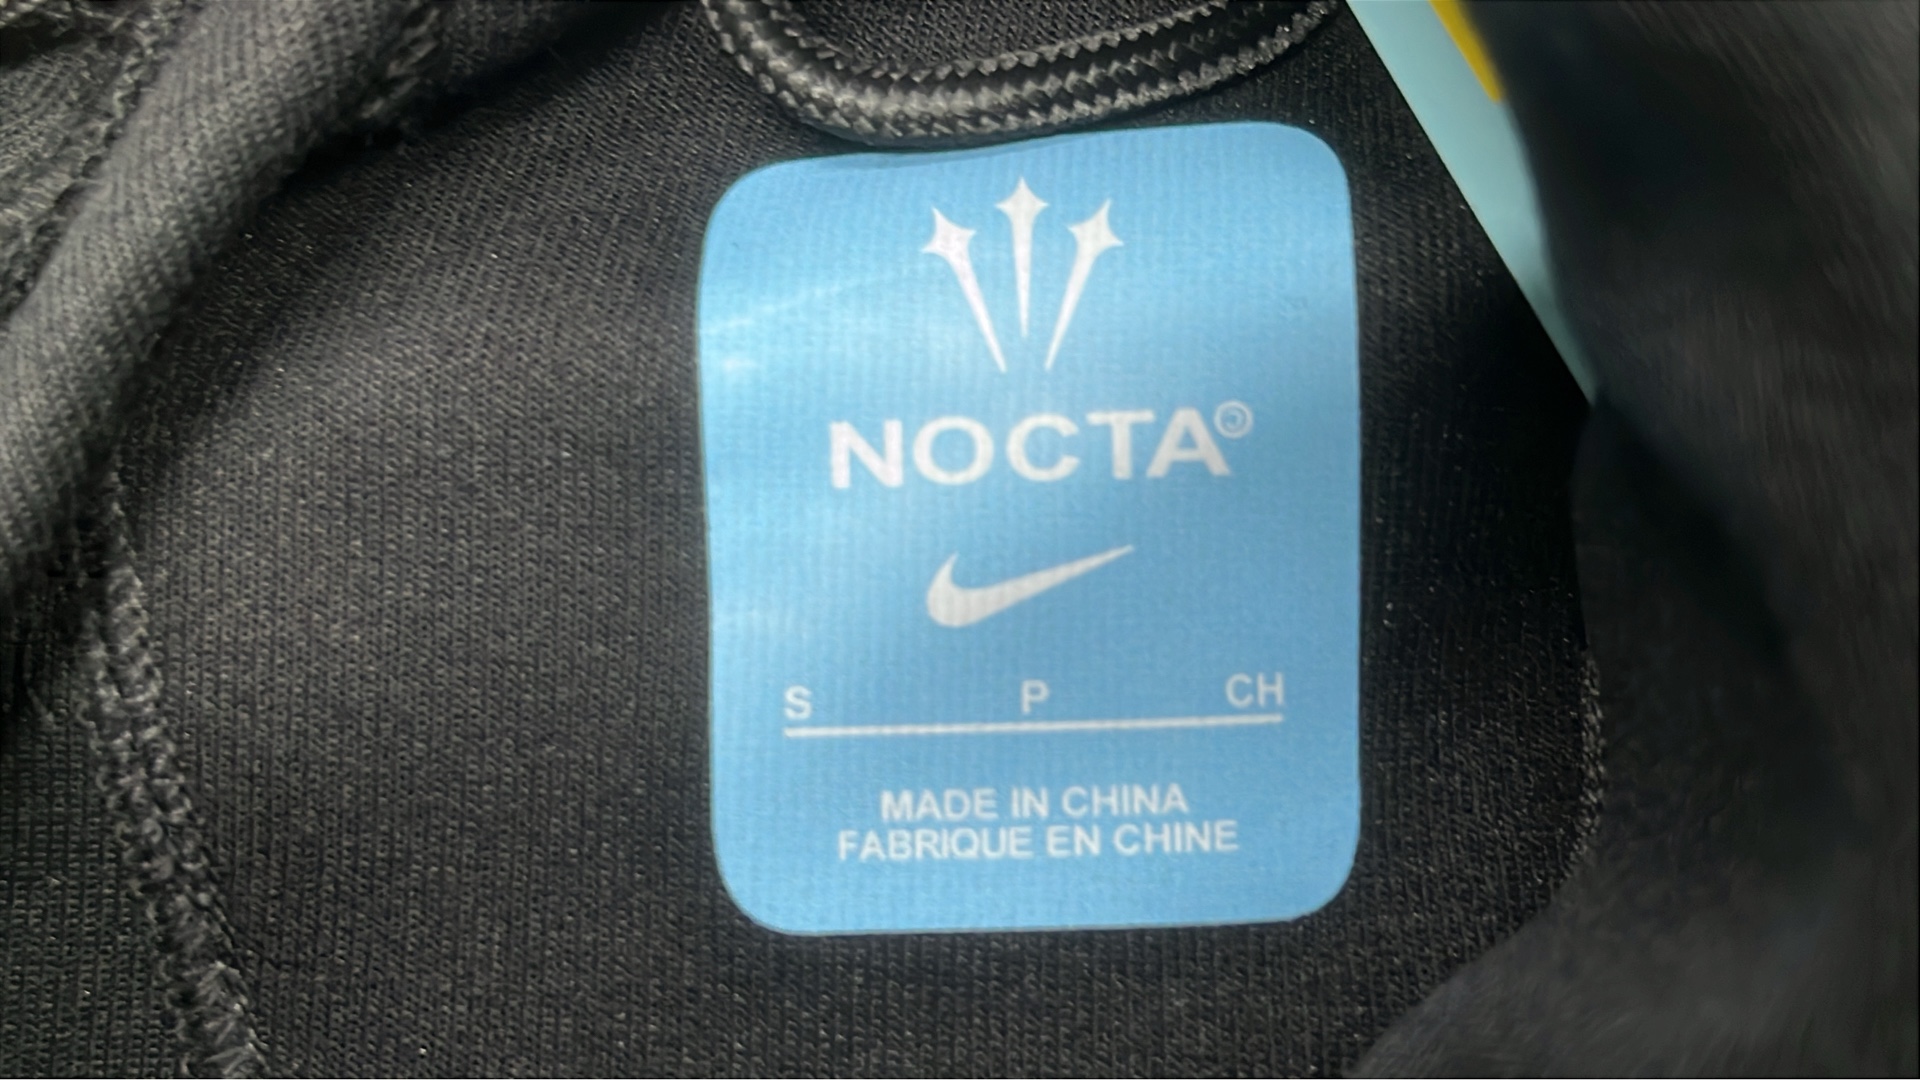 NOCTA®
S P CH
MADE IN CHINA
FABRIQUE EN CHINE